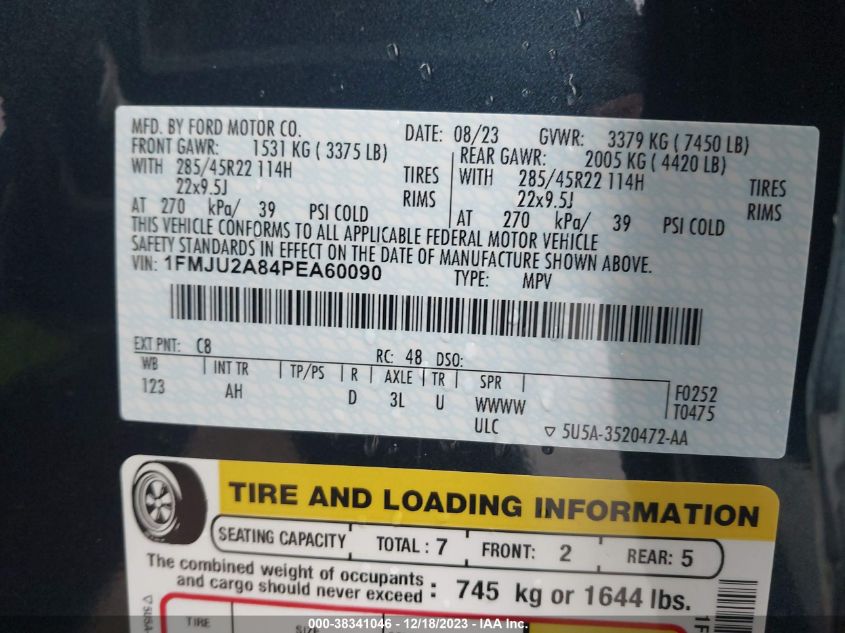 MFD. BY FORD MOTOR CO. DATE: 08/23 GVWR: 3379 KG ( 7450 LB)
FRONT GAWR: 1531 KG ( 3375 LB) REAR GAWR: 2005 KG ( 4420 LB)
WITH 285/45R22 114H TIRES WITH 285/45R22 114H TIRES
22x9.5J RIMS 22x9.5J RIMS
AT 270 kPa/ 39 PSI COLD AT 270 kPa/ 39 PSI COLD
THIS VEHICLE CONFORMS TO ALL APPLICABLE FEDERAL MOTOR VEHICLE
SAFETY STANDARDS IN EFFECT ON THE DATE OF MANUFACTURE SHOWN ABOVE.
VIN: 1FMJU2A84PEA60090 TYPE: MPV
EXT PNT: C8 RC: 48 DSO:
WB INT TR TP/PS R AXLE TR SPR F0252
123 AH D 3L U WWWW T0475
ULC ▽ 5U5A-3520472-AA
TIRE AND LOADING INFORMATION
SEATING CAPACITY TOTAL : 7 FRONT: 2 REAR: 5
The combined weight of occupants
and cargo should never exceed : 745 kg or 1644 lbs.
TIRE
000-38341046 - 12/18/2023 - IAA Inc.